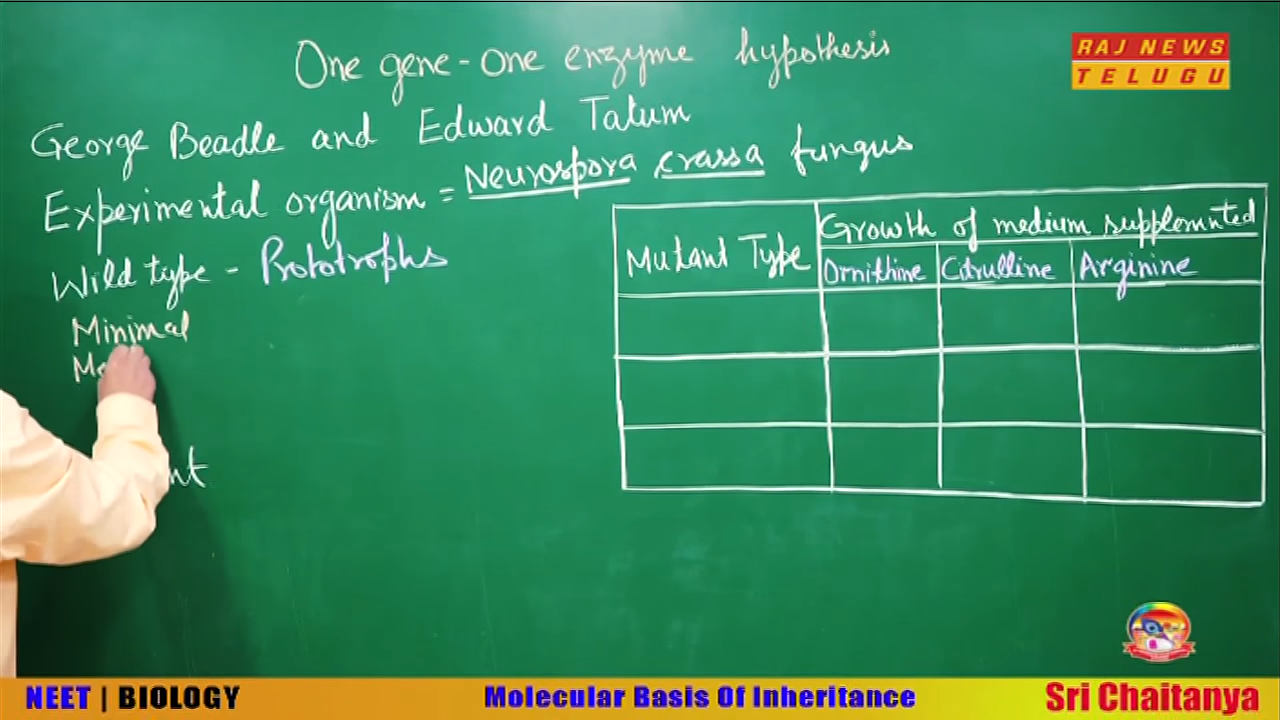 One gene-one enzyme hypothesis
RAJ NEWS
TELUGU
George Beadle and Edward Tatum
Experimental organism = Neurospora crassa fungus
Wild type - Prototrophs
Minimal
Mutant Type
Growth of medium supplemnted
Ornithine Citrulline Arginine
NEET | BIOLOGY
Molecular Basis Of Inheritance
Sri Chaitanya